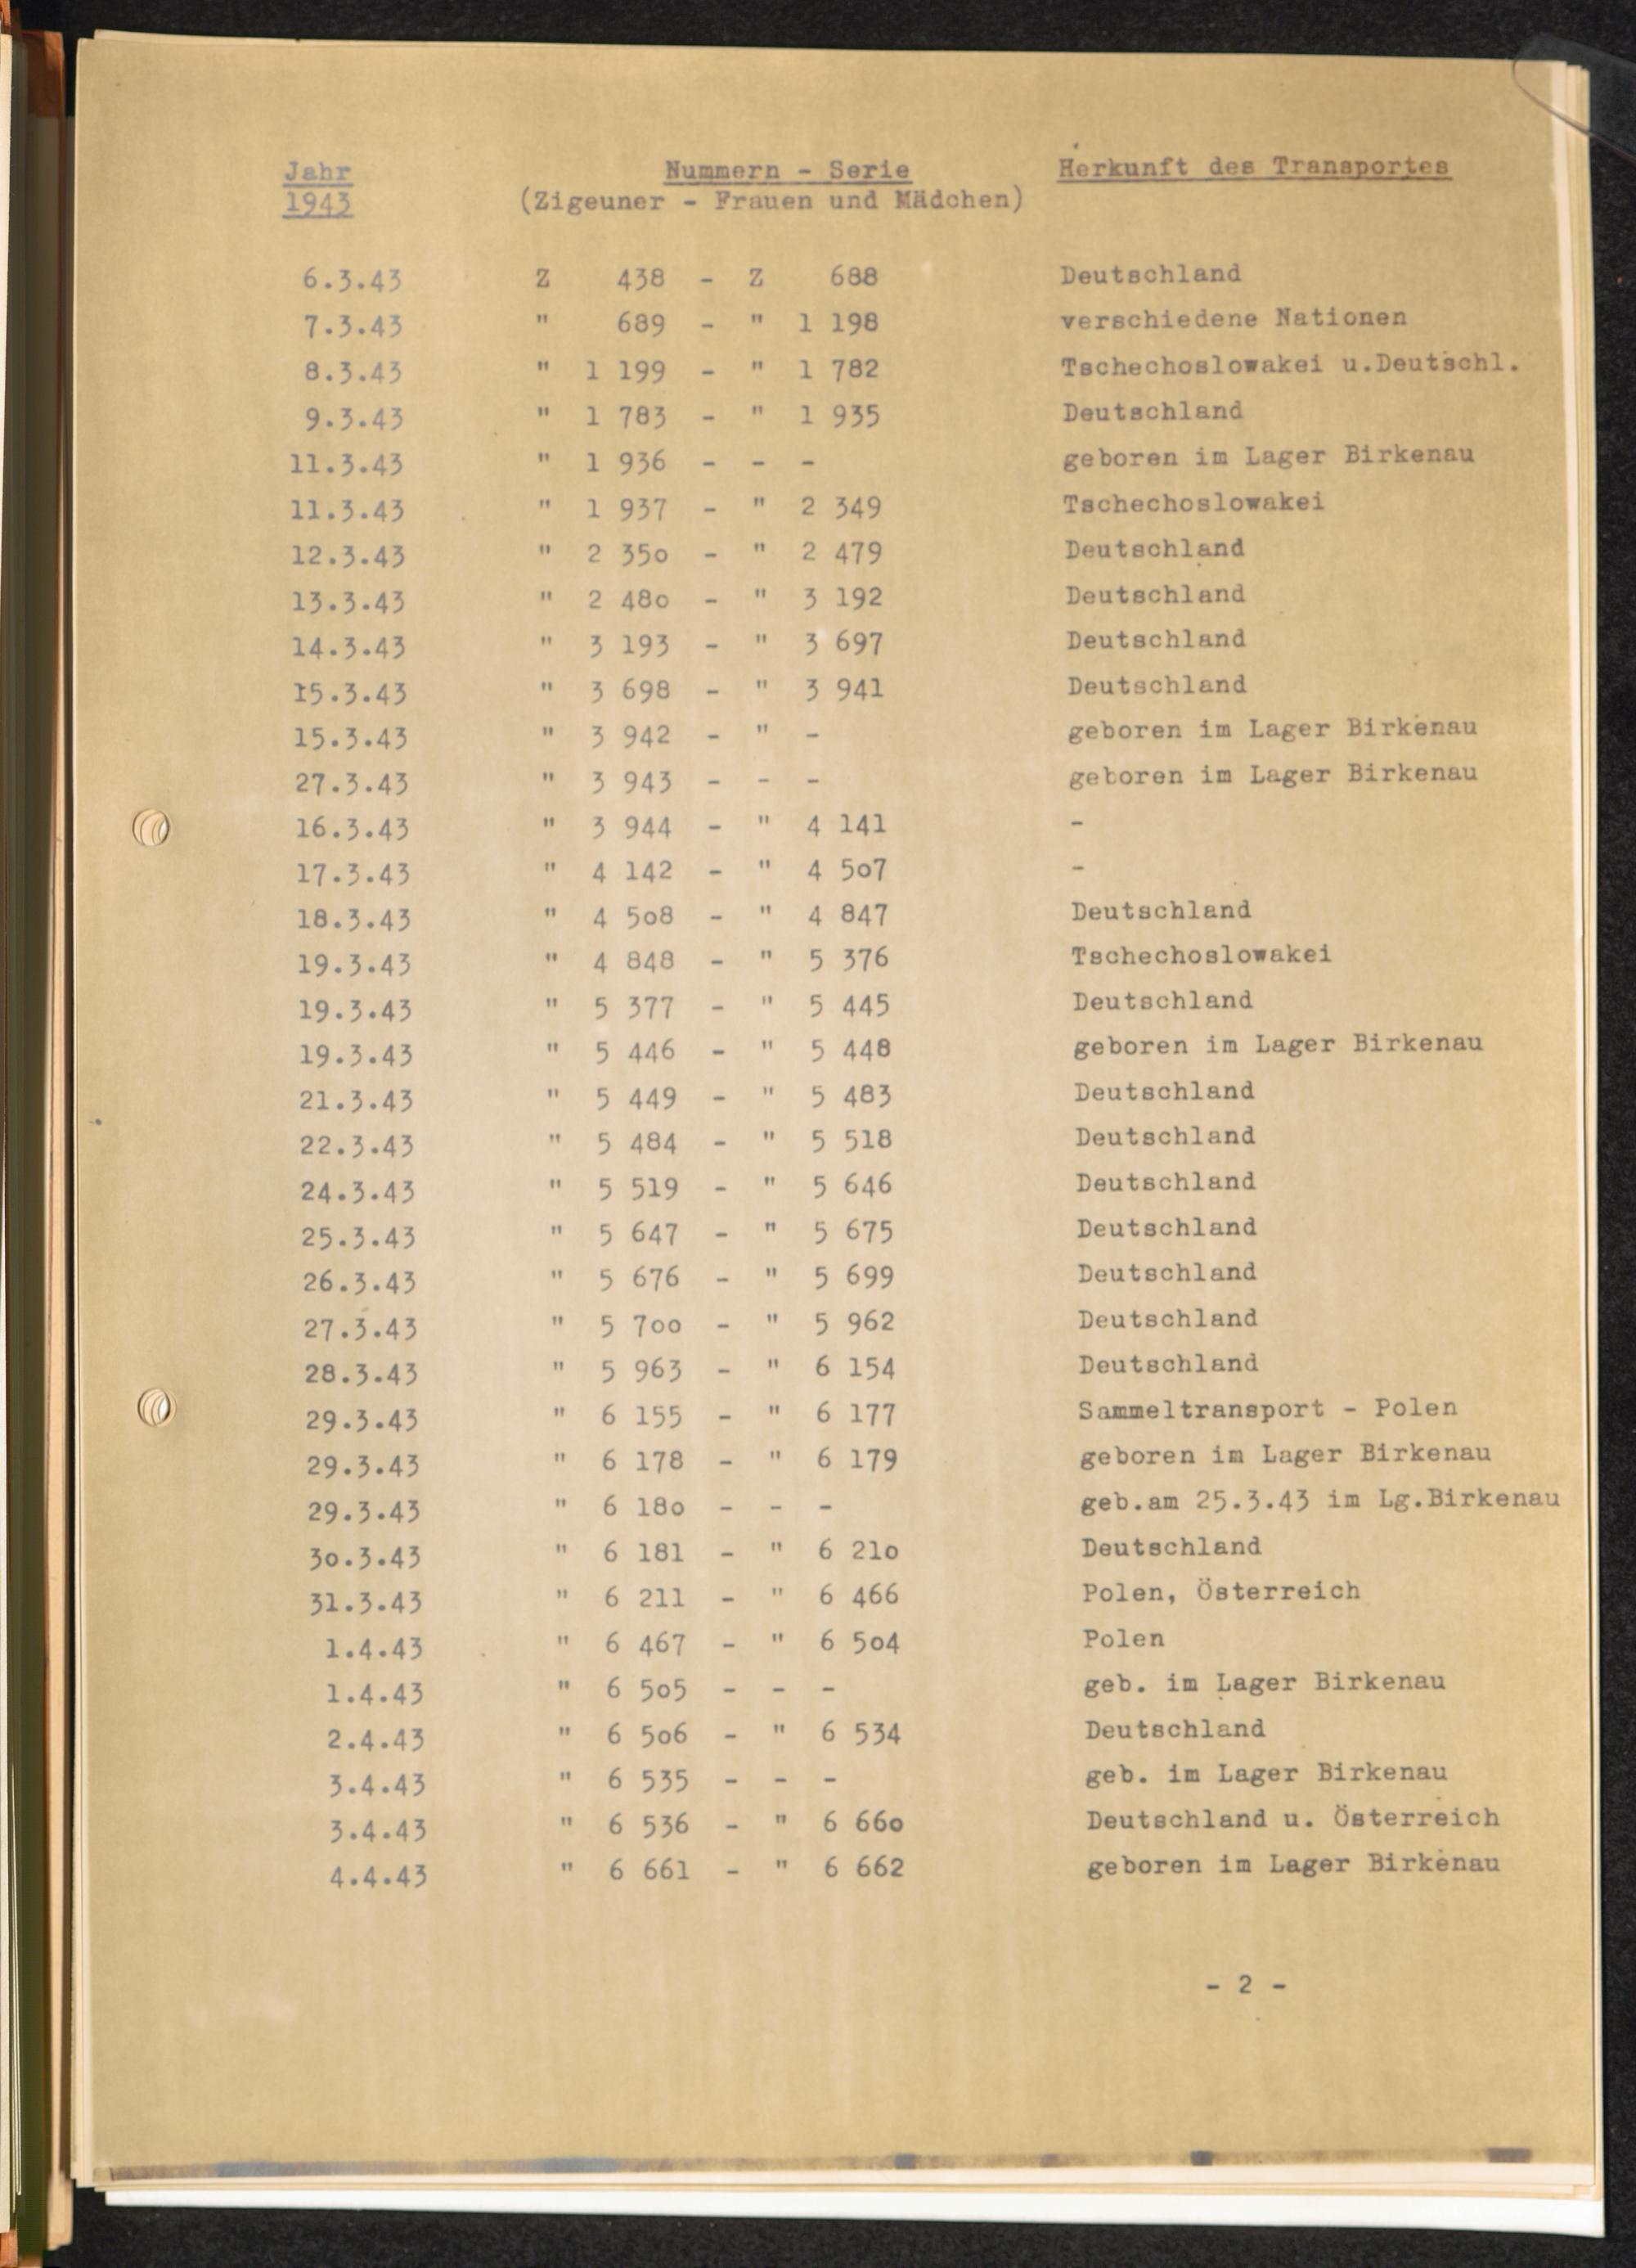 Jahr Nummern - Serie Herkunft des Transportes
1943 (Zigeuner - Frauen und Mädchen)
6.3.43 Z 438 - Z 688 Deutschland
7.3.43 " 689 - " 1 198 verschiedene Nationen
8.3.43 " 1 199 - " 1 782 Tschechoslowakei u.Deutschl.
9.3.43 " 1 783 - " 1 935 Deutschland
11.3.43 " 1 936 - - - geboren im Lager Birkenau
11.3.43 " 1 937 - " 2 349 Tschechoslowakei
12.3.43 " 2 35o - " 2 479 Deutschland
13.3.43 " 2 48o - " 3 192 Deutschland
14.3.43 " 3 193 - " 3 697 Deutschland
15.3.43 " 3 698 - " 3 941 Deutschland
15.3.43 " 3 942 - " - geboren im Lager Birkenau
27.3.43 " 3 943 - - - geboren im Lager Birkenau
16.3.43 " 3 944 - " 4 141 -
17.3.43 " 4 142 - " 4 5o7 -
18.3.43 " 4 5o8 - " 4 847 Deutschland
19.3.43 " 4 848 - " 5 376 Tschechoslowakei
19.3.43 " 5 377 - " 5 445 Deutschland
19.3.43 " 5 446 - " 5 448 geboren im Lager Birkenau
21.3.43 " 5 449 - " 5 483 Deutschland
22.3.43 " 5 484 - " 5 518 Deutschland
24.3.43 " 5 519 - " 5 646 Deutschland
25.3.43 " 5 647 - " 5 675 Deutschland
26.3.43 " 5 676 - " 5 699 Deutschland
27.3.43 " 5 7oo - " 5 962 Deutschland
28.3.43 " 5 963 - " 6 154 Deutschland
29.3.43 " 6 155 - " 6 177 Sammeltransport - Polen
29.3.43 " 6 178 - " 6 179 geboren im Lager Birkenau
29.3.43 " 6 18o - - - geb.am 25.3.43 im Lg.Birkenau
3o.3.43 " 6 181 - " 6 21o Deutschland
31.3.43 " 6 211 - " 6 466 Polen, Österreich
1.4.43 " 6 467 - " 6 5o4 Polen
1.4.43 " 6 5o5 - - - geb. im Lager Birkenau
2.4.43 " 6 5o6 - " 6 534 Deutschland
3.4.43 " 6 535 - - - geb. im Lager Birkenau
3.4.43 " 6 536 - " 6 66o Deutschland u. Österreich
4.4.43 " 6 661 - " 6 662 geboren im Lager Birkenau
- 2 -